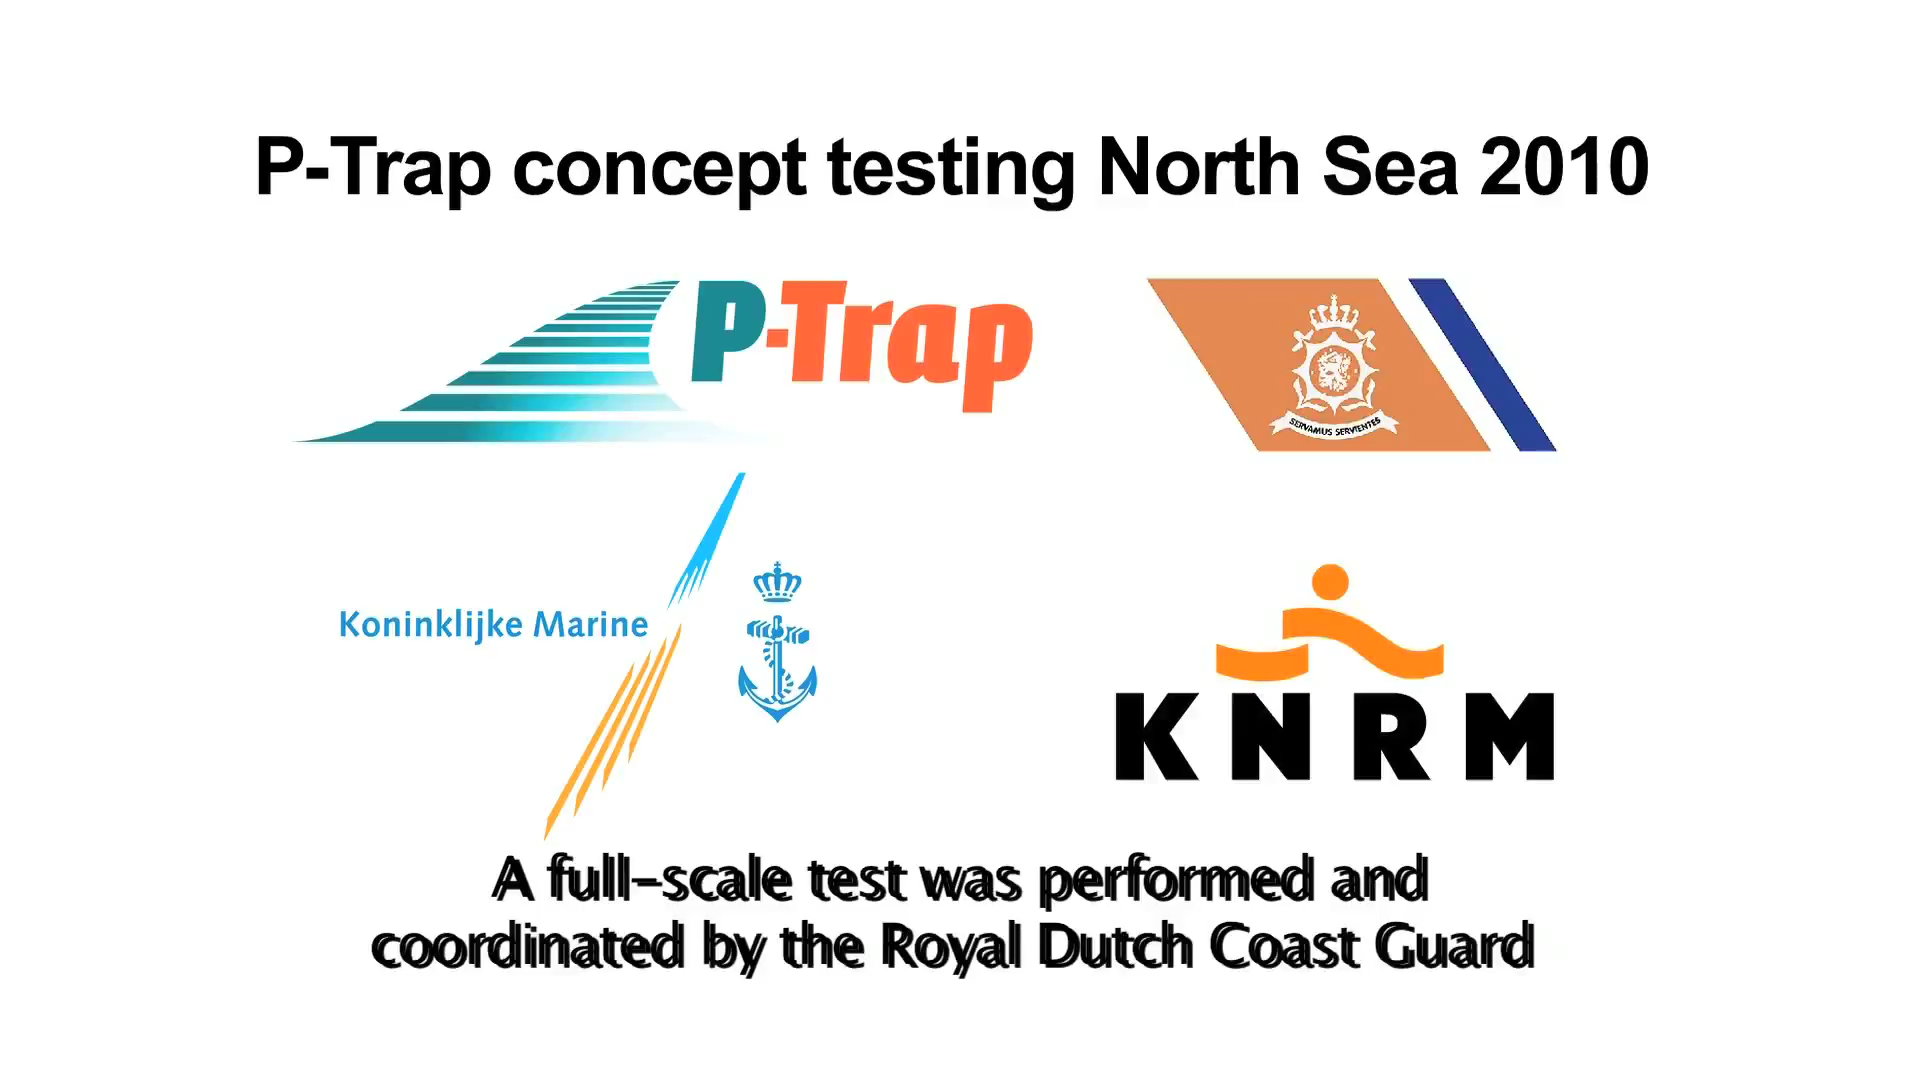 P-Trap concept testing North Sea 2010
P-Trap
SERVAMUS SERVIENTES
Koninklijke Marine
KNRM
A full-scale test was performed and
coordinated by the Royal Dutch Coast Guard